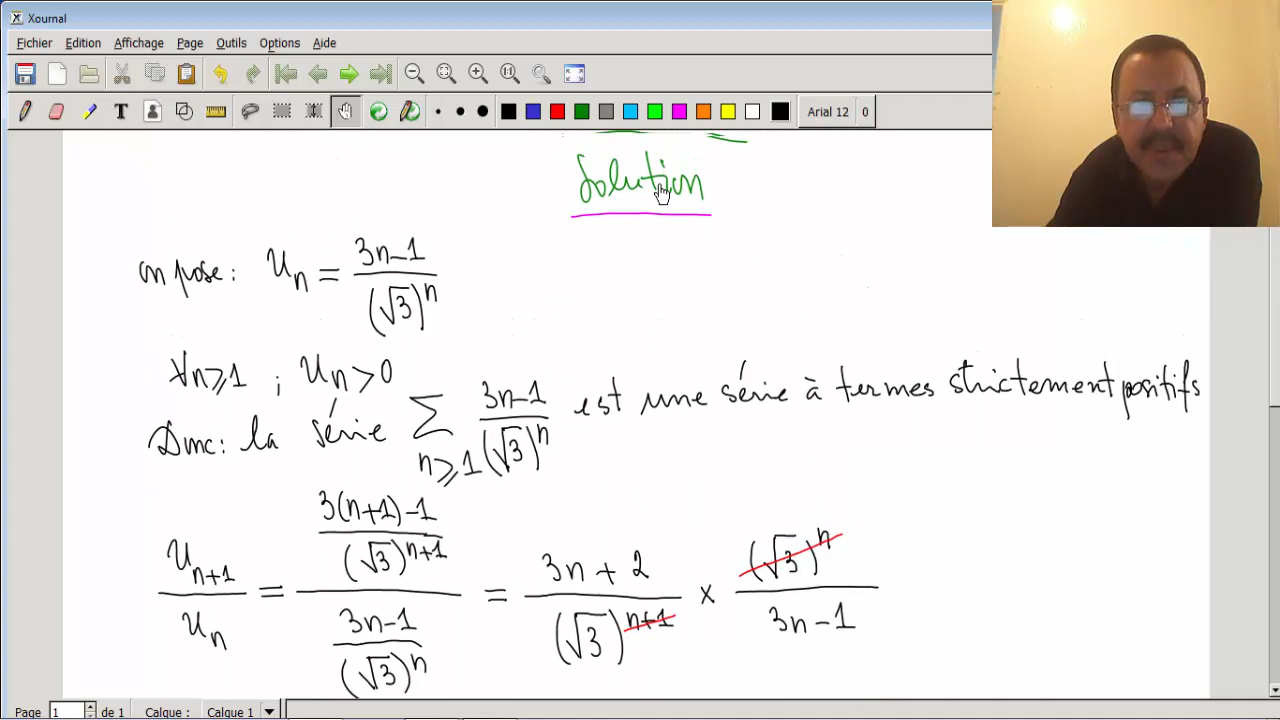 Xournal
Fichier Edition Affichage Page Outils Options Aide
Arial 12 0
Solution
on pose : Un = 3n-1 / (√3)^n
∀n⩾1 ; Un > 0
Donc : la série ∑ n⩾1 3n-1 / (√3)^n est une série à termes strictement positifs
Un+1 / Un = (3(n+1)-1 / (√3)^n+1) / (3n-1 / (√3)^n) = 3n+2 / (√3)^n+1 × (√3)^n / 3n-1
Page 1 de 1 Calque : Calque 1